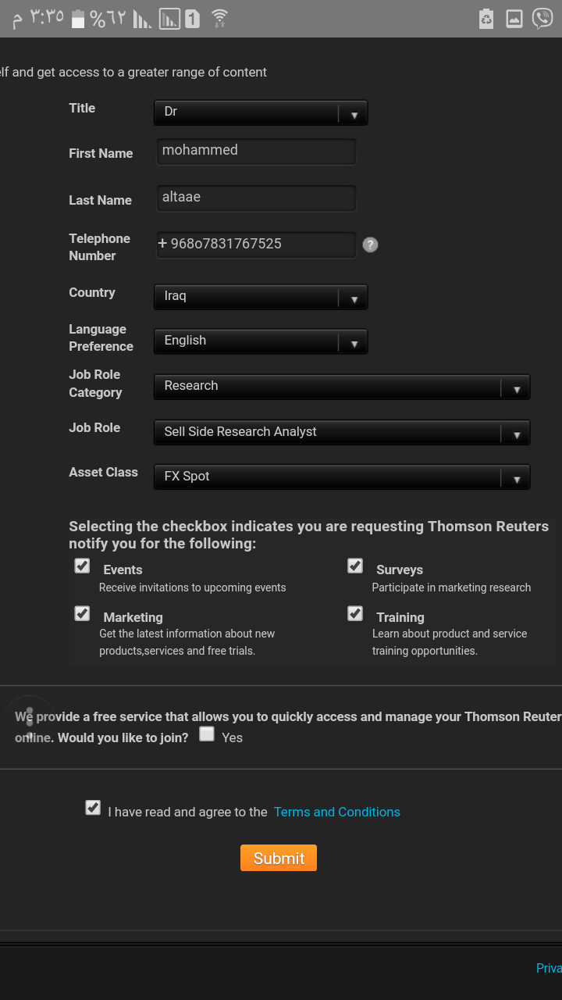 م ٣:٣٥ %٦٢ 1
elf and get access to a greater range of content
Title Dr
First Name mohammed
Last Name altaae
Telephone
Number + 968o7831767525 ?
Country Iraq
Language
Preference English
Job Role
Category Research
Job Role Sell Side Research Analyst
Asset Class FX Spot
Selecting the checkbox indicates you are requesting Thomson Reuters
notify you for the following:
Events Surveys
Receive invitations to upcoming events Participate in marketing research
Marketing Training
Get the latest information about new Learn about product and service
products,services and free trials. training opportunities.
We provide a free service that allows you to quickly access and manage your Thomson Reuter
online. Would you like to join? Yes
I have read and agree to the Terms and Conditions
Submit
Priva